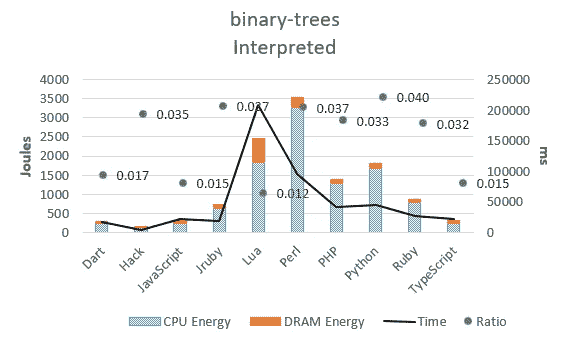 binary-trees
Interpreted
4000
3500
3000
2500
2000
1500
1000
500
0
Joules
250000
200000
150000
100000
50000
0
ms
0.017
0.035
0.015
0.037
0.012
0.037
0.033
0.040
0.032
0.015
Dart
Hack
JavaScript
Jruby
Lua
Perl
PHP
Python
Ruby
TypeScript
CPU Energy DRAM Energy Time Ratio